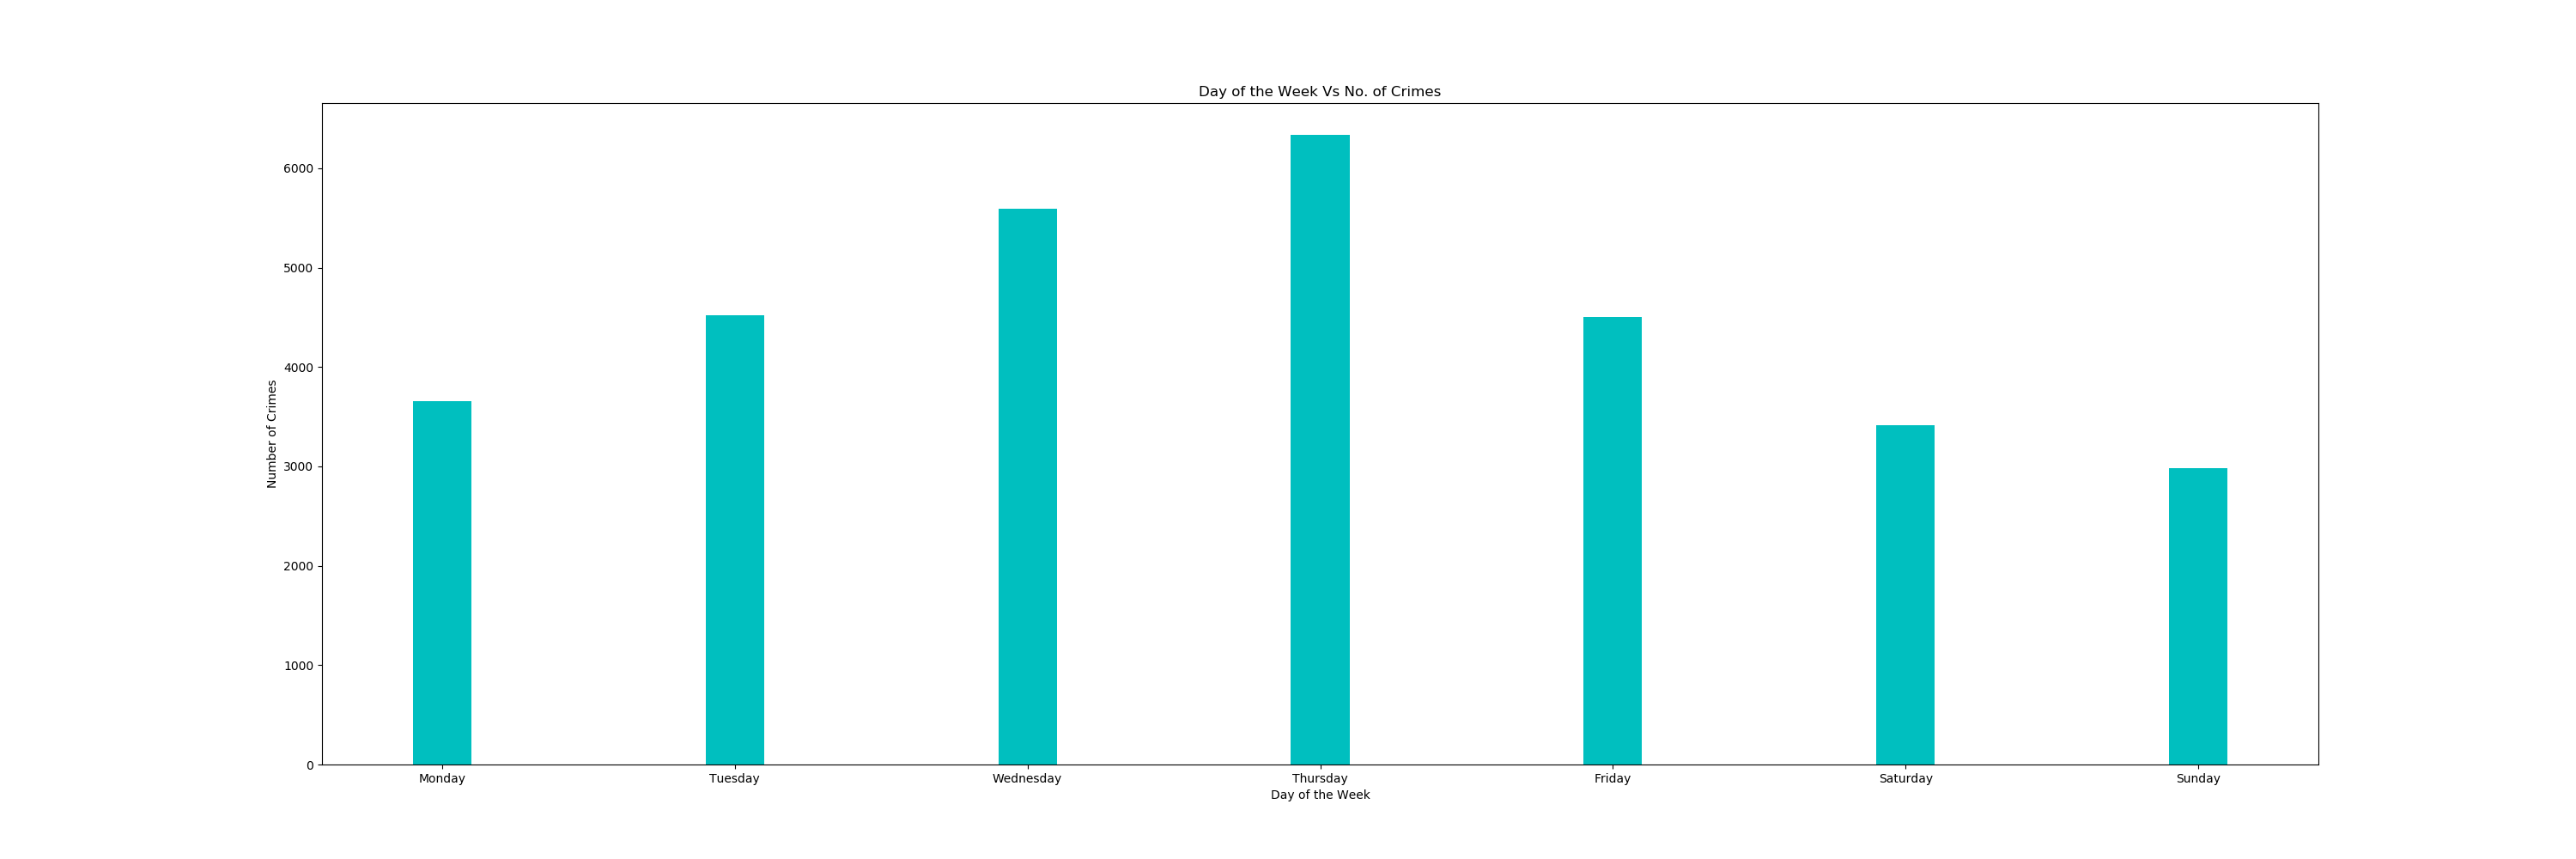 Day of the Week Vs No. of Crimes
Number of Crimes
6000
5000
4000
3000
2000
1000
0
Monday Tuesday Wednesday Thursday Friday Saturday Sunday
Day of the Week